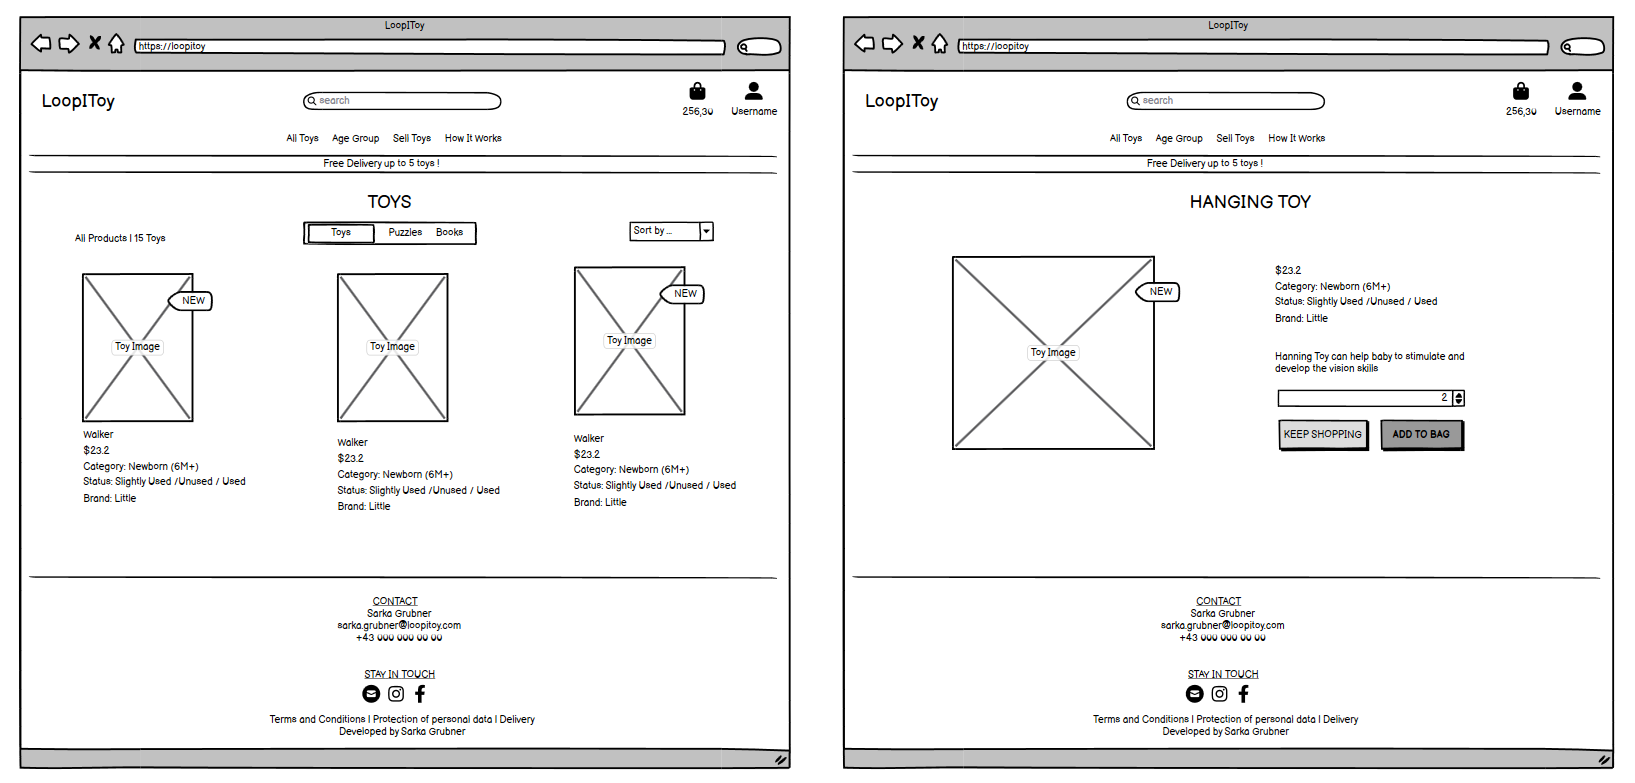 LoopIToy
https://loopitoy
LoopIToy
search
256,30
Username
All Toys Age Group Sell Toys How It Works
Free Delivery up to 5 toys !
TOYS
All Products | 15 Toys
Toys Puzzles Books
Sort by ...
NEW
Toy Image
Walker
$23.2
Category: Newborn (6M+)
Status: Slightly Used /Unused / Used
Brand: Little
Toy Image
Walker
$23.2
Category: Newborn (6M+)
Status: Slightly Used /Unused / Used
Brand: Little
NEW
Toy Image
Walker
$23.2
Category: Newborn (6M+)
Status: Slightly Used /Unused / Used
Brand: Little
CONTACT
Sarka Grubner
sarka.grubner@loopitoy.com
+43 000 000 00 00
STAY IN TOUCH
Terms and Conditions | Protection of personal data | Delivery
Developed by Sarka Grubner
LoopIToy
https://loopitoy
LoopIToy
search
256,30
Username
All Toys Age Group Sell Toys How It Works
Free Delivery up to 5 toys !
HANGING TOY
NEW
Toy Image
$23.2
Category: Newborn (6M+)
Status: Slightly Used /Unused / Used
Brand: Little
Hanning Toy can help baby to stimulate and
develop the vision skills
2
KEEP SHOPPING
ADD TO BAG
CONTACT
Sarka Grubner
sarka.grubner@loopitoy.com
+43 000 000 00 00
STAY IN TOUCH
Terms and Conditions | Protection of personal data | Delivery
Developed by Sarka Grubner